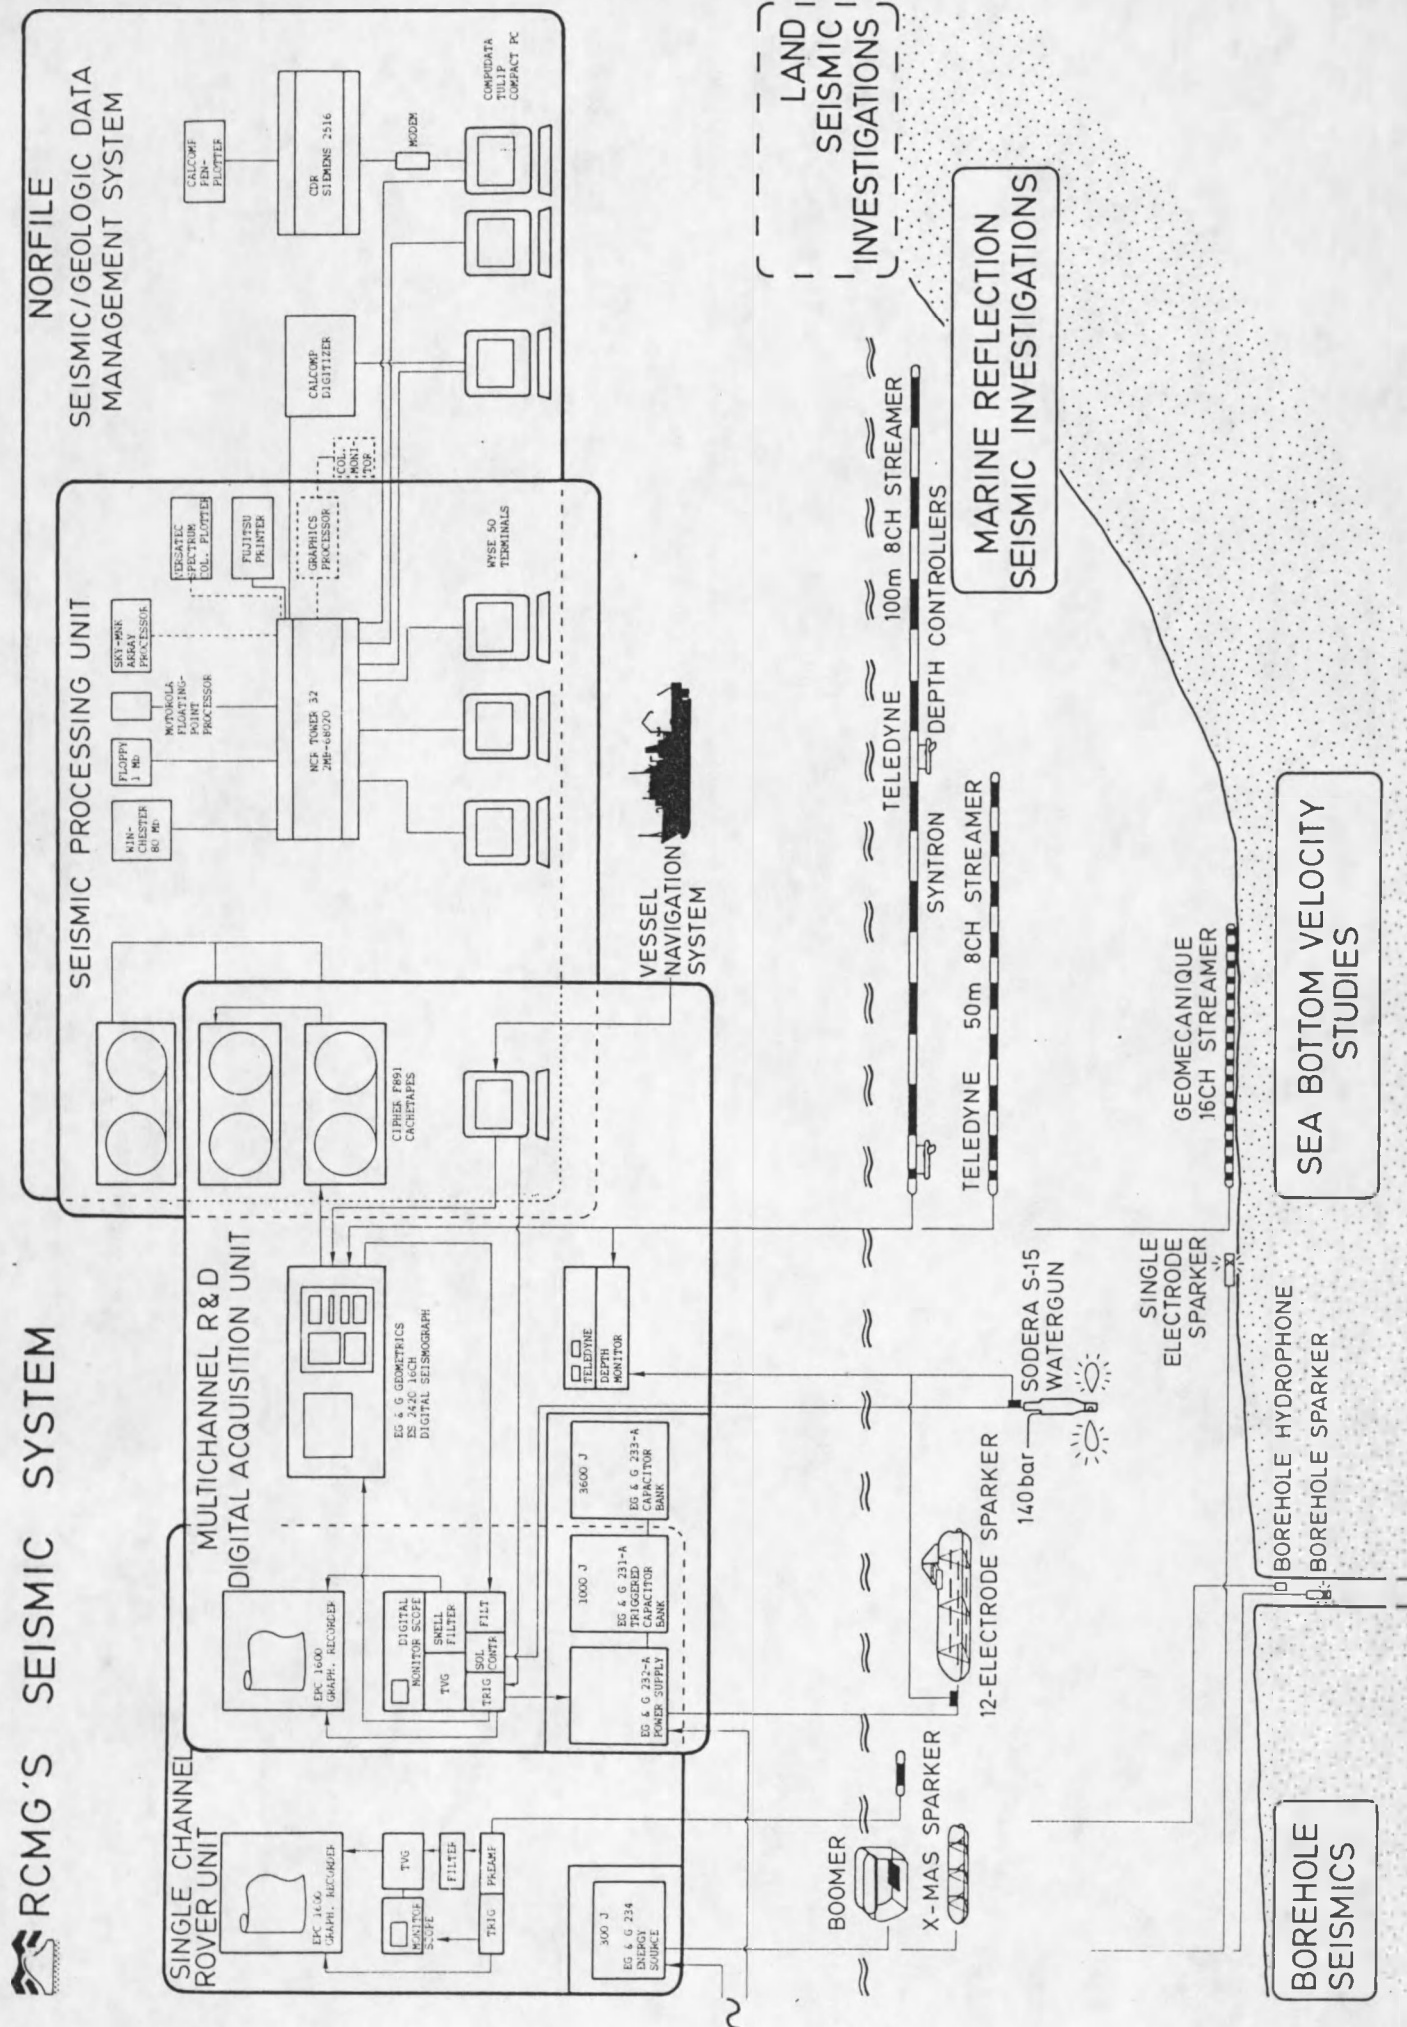 RCMG'S SEISMIC SYSTEM
NORFILE
SEISMIC/GEOLOGIC DATA
MANAGEMENT SYSTEM
CALCOMP
PEN-
PLOTTER
CDR
SIEMENS 2516
MODEM
COMPUDATA
TULIP
COMPACT PC
CALCOMP
DIGITIZER
COL.
MONI-
TOR
SEISMIC PROCESSING UNIT
WIN-
CHESTER
80 MB
FLOPPY
1 MB
MOTOROLA
FLOATING-
POINT
PROCESSOR
SKY-MNK
ARRAY
PROCESSOR
VERSATEC
SPECTRUM
COL. PLOTTER
FUJITSU
PRINTER
GRAPHICS
PROCESSOR
NCR TOWER 32
2MB-68020
WYSE 50
TERMINALS
CIPHER F891
CACHETAPES
VESSEL
NAVIGATION
SYSTEM
MULTICHANNEL R&D
DIGITAL ACQUISITION UNIT
EG & G GEOMETRICS
ES 2420 16CH
DIGITAL SEISMOGRAPH
EPC 1600
GRAPH. RECORDER
DIGITAL
MONITOR SCOPE
TVG
SWELL
FILTER
TRIG
SOL
CONTR
FILT
TELEDYNE
DEPTH
MONITOR
EG & G 232-A
POWER SUPPLY
1000 J
EG & G 231-A
TRIGGERED
CAPACITOR
BANK
3600 J
EG & G 233-A
CAPACITOR
BANK
SINGLE CHANNEL
ROVER UNIT
EPC 1600
GRAPH. RECORDER
MONITOR
SCOPE
TVG
FILTER
TRIG
PREAMP
300 J
EG & G 234
ENERGY
SOURCE
LAND
SEISMIC
INVESTIGATIONS
MARINE REFLECTION
SEISMIC INVESTIGATIONS
TELEDYNE 100m 8CH STREAMER
SYNTRON DEPTH CONTROLLERS
TELEDYNE 50m 8CH STREAMER
BOOMER
X-MAS SPARKER
12-ELECTRODE SPARKER
140 bar
SODERA S-15
WATERGUN
GEOMECANIQUE
16CH STREAMER
SINGLE
ELECTRODE
SPARKER
SEA BOTTOM VELOCITY
STUDIES
BOREHOLE HYDROPHONE
BOREHOLE SPARKER
BOREHOLE
SEISMICS